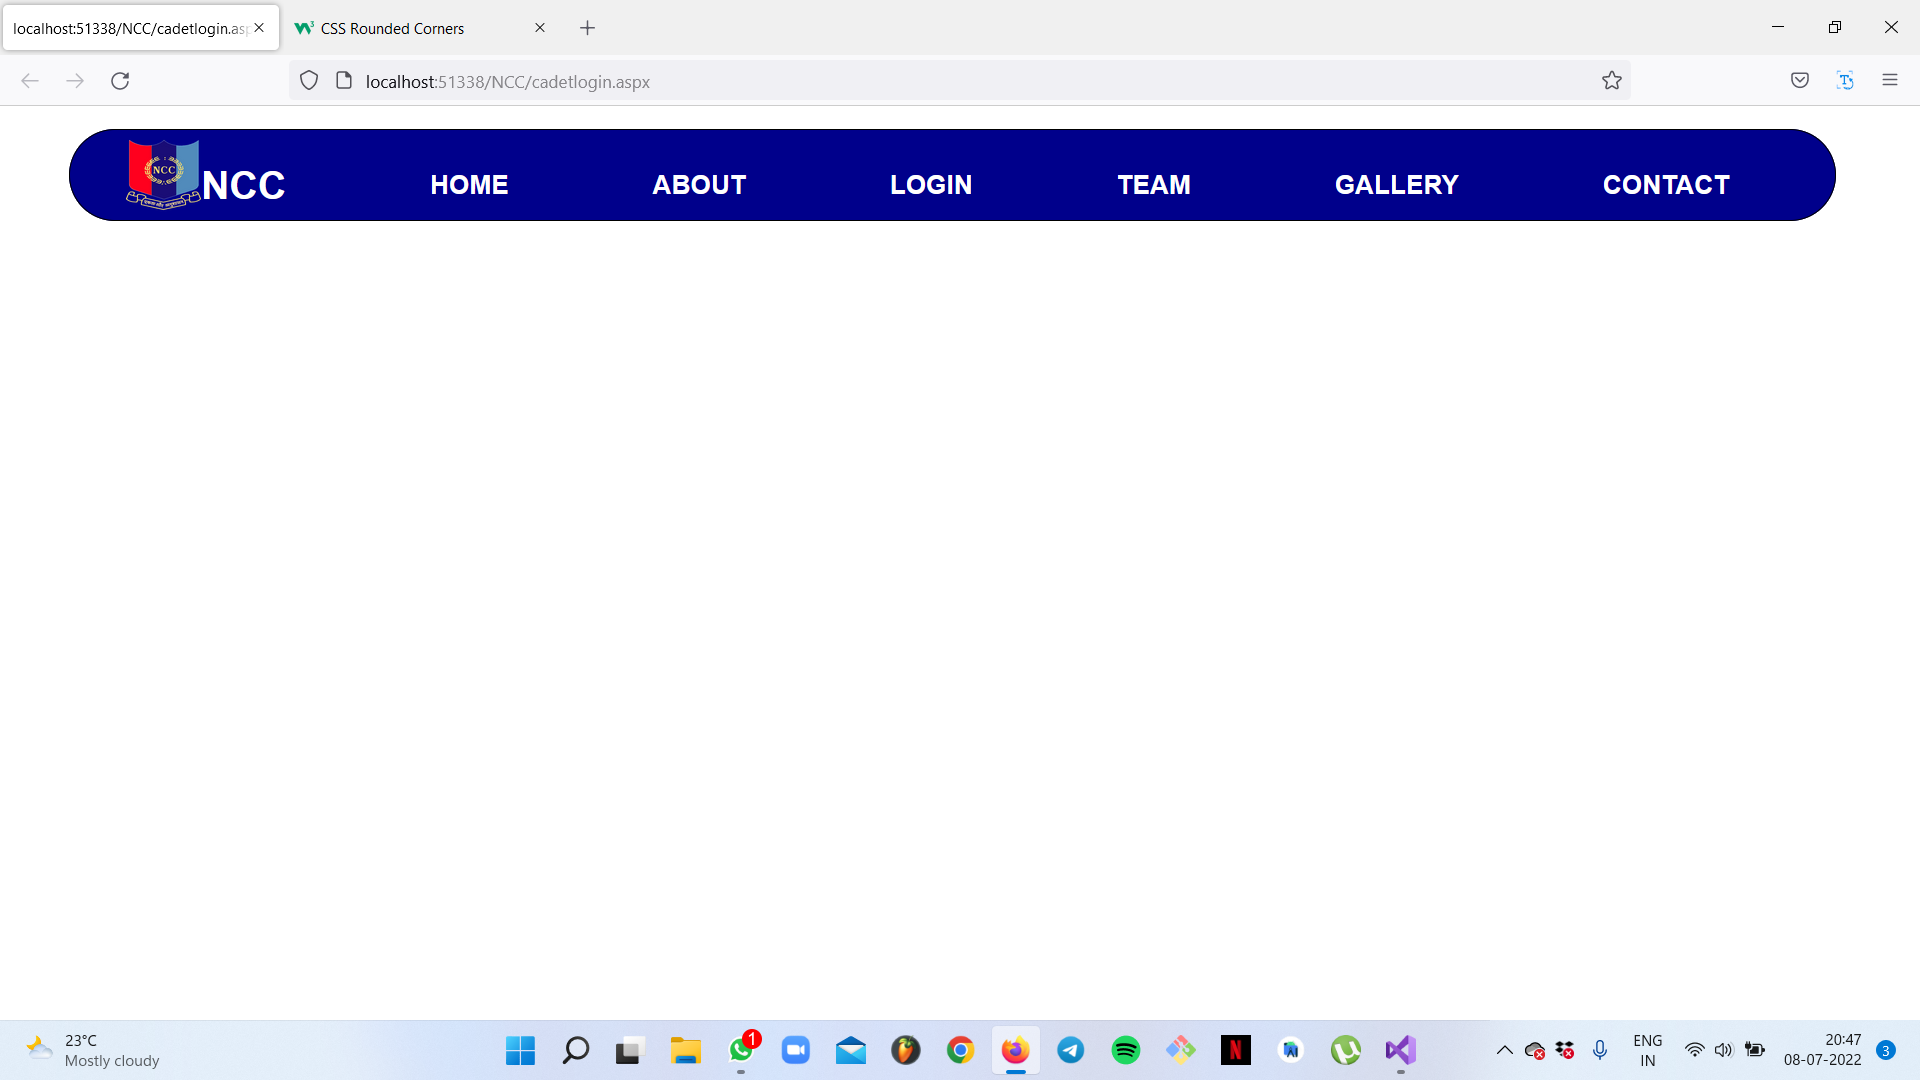 localhost:51338/NCC/cadetlogin.asp
CSS Rounded Corners
localhost:51338/NCC/cadetlogin.aspx
NCC
NCC
HOME
ABOUT
LOGIN
TEAM
GALLERY
CONTACT
23°C
Mostly cloudy
1
ENG
IN
20:47
08-07-2022
3